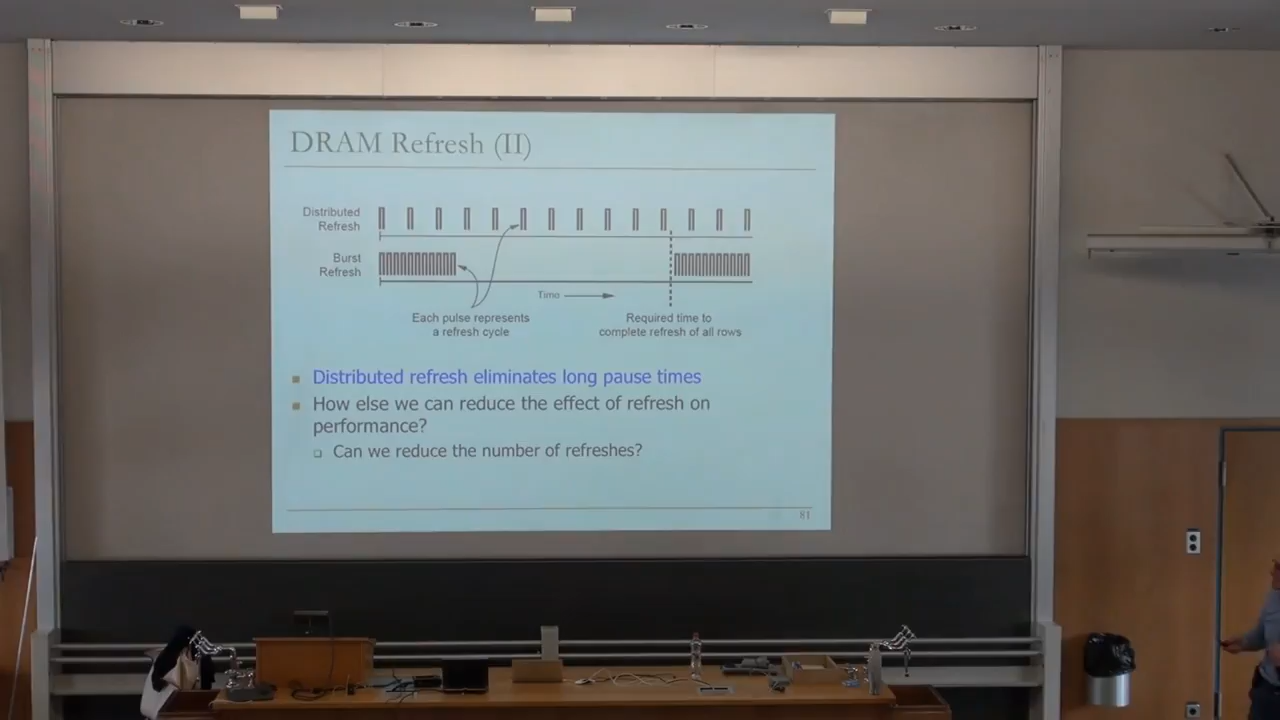 DRAM Refresh (II)
Distributed
Refresh
Burst
Refresh
Time
Each pulse represents
a refresh cycle
Required time to
complete refresh of all rows
Distributed refresh eliminates long pause times
How else we can reduce the effect of refresh on
performance?
Can we reduce the number of refreshes?
81